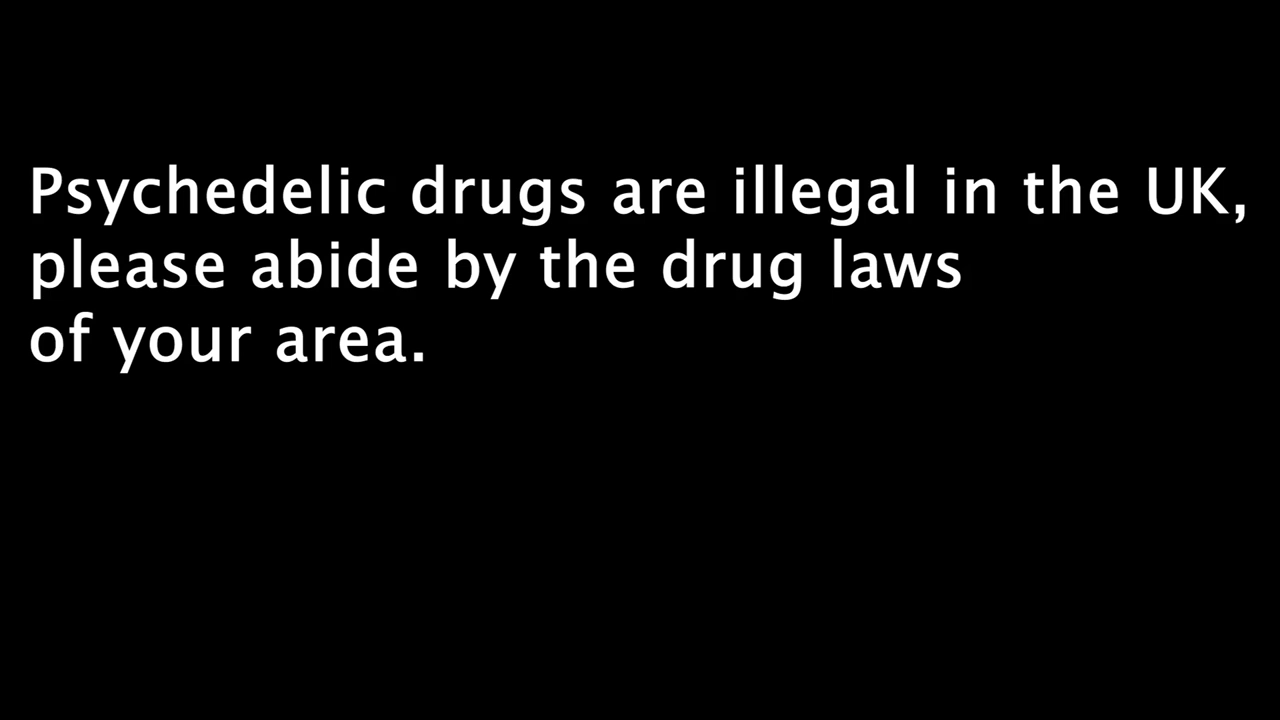 Psychedelic drugs are illegal in the UK,
please abide by the drug laws
of your area.